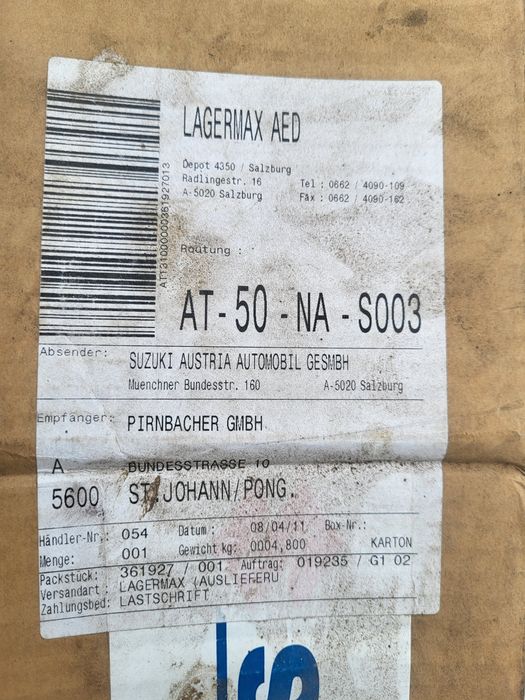 LAGERMAX AED
Depot 4350 / Salzburg
Radlingestr. 16 Tel : 0662 / 4090-109
A-5020 Salzburg Fax : 0662 / 4090-162
AT131000000361927013
Routung :
AT - 50 - NA - S003
Absender: SUZUKI AUSTRIA AUTOMOBIL GESMBH
Muenchner Bundesstr. 160 A-5020 Salzburg
Empfänger: PIRNBACHER GMBH
A BUNDESSTRASSE 10
5600 ST.JOHANN/PONG.
Händler-Nr,: 054 Datum : 08/04/11 Box-Nr.:
Menge: 001 Gewicht kg: 0004,800 KARTON
Packstück: 361927 / 001 Auftrag: 019235 / G1 02
Versandart : LAGERMAX (AUSLIEFERU
Zahlungsbed: LASTSCHRIFT